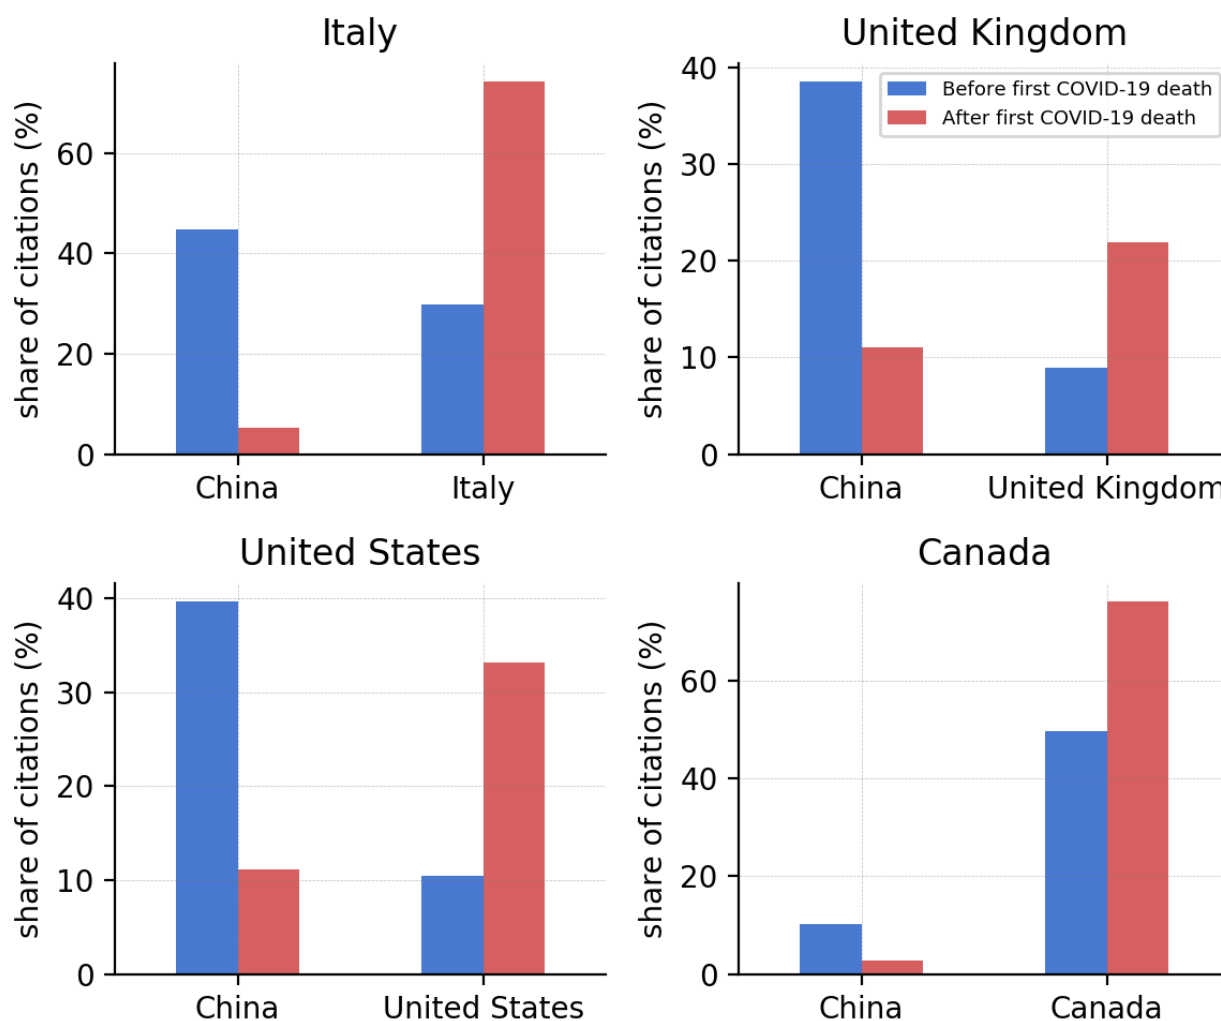 Italy
share of citations (%)
60
40
20
0
China Italy
United Kingdom
Before first COVID-19 death
After first COVID-19 death
share of citations (%)
40
30
20
10
0
China United Kingdom
United States
share of citations (%)
40
30
20
10
0
China United States
Canada
share of citations (%)
60
40
20
0
China Canada